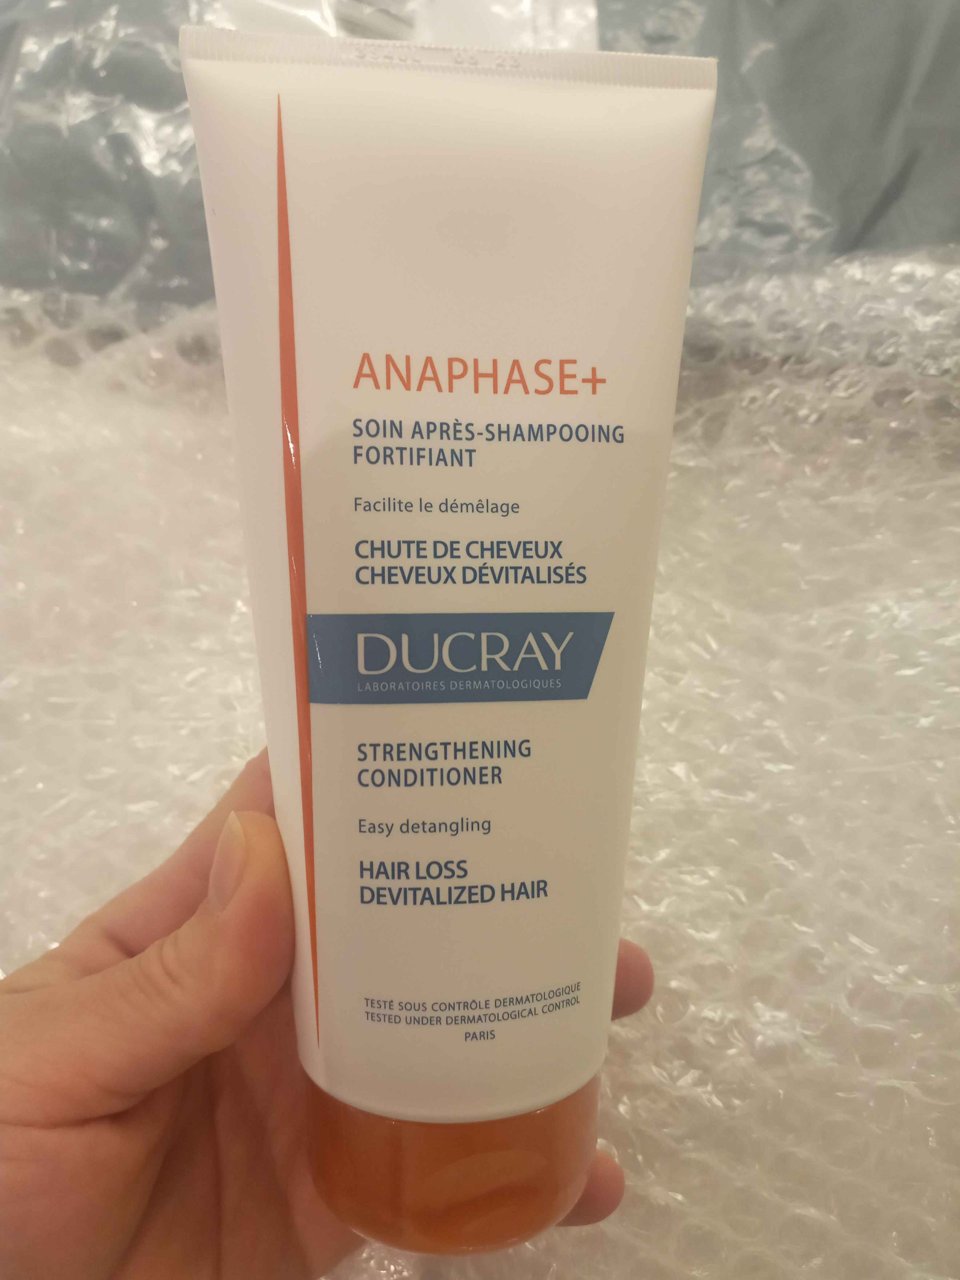 ANAPHASE+
SOIN APRÈS-SHAMPOOING
FORTIFIANT
Facilite le démêlage
CHUTE DE CHEVEUX
CHEVEUX DÉVITALISÉS
DUCRAY
LABORATOIRES DERMATOLOGIQUES
STRENGTHENING
CONDITIONER
Easy detangling
HAIR LOSS
DEVITALIZED HAIR
TESTÉ SOUS CONTRÔLE DERMATOLOGIQUE
TESTED UNDER DERMATOLOGICAL CONTROL
PARIS